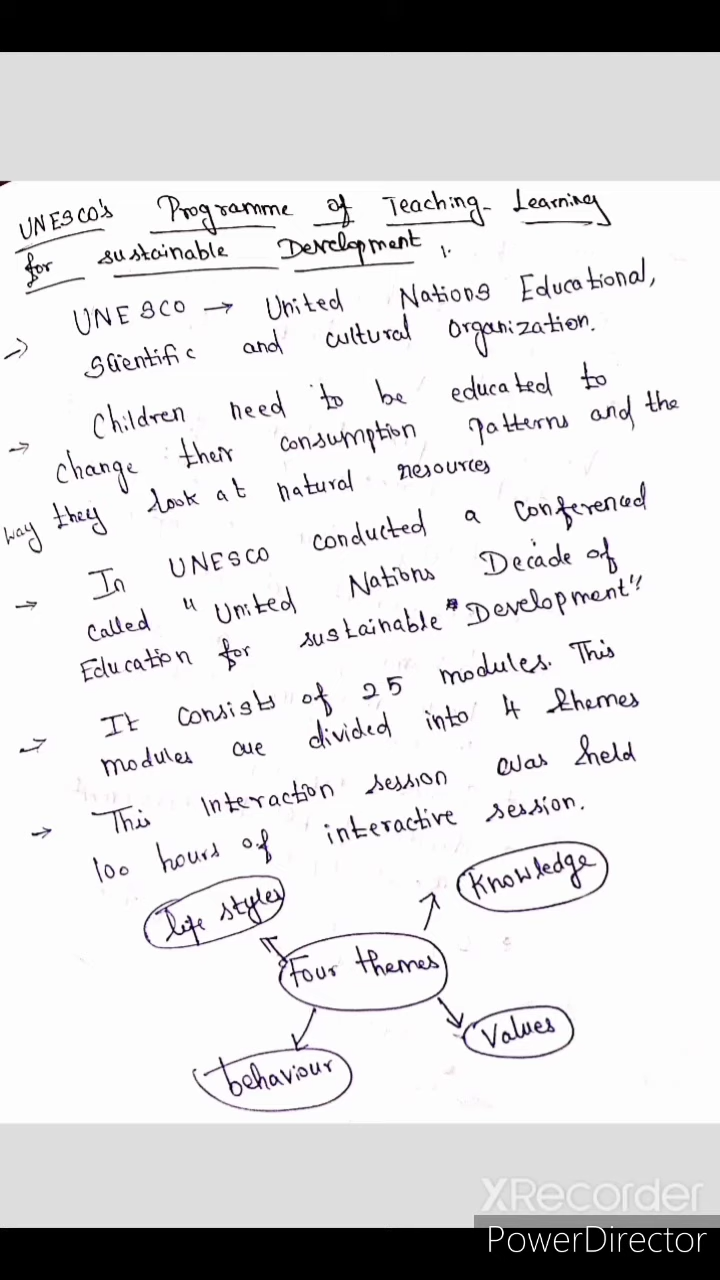 UNESCO's Programme of Teaching- Learning
for sustainable Development :-
→ UNESCO → United Nations Educational,
Scientific and cultural organization.
→ Children need to be educated to
change their consumption patterns and the
way they look at natural resources
→ In UNESCO conducted a conferenced
called "United Nations Decade of
Education for sustainable Development"
→ It consists of 25 modules. This
modules are divided into 4 themes
→ This Interaction session was held
100 hours of interactive session.
Knowledge
life styles
Four themes
Values
behaviour
XRecorder
PowerDirector